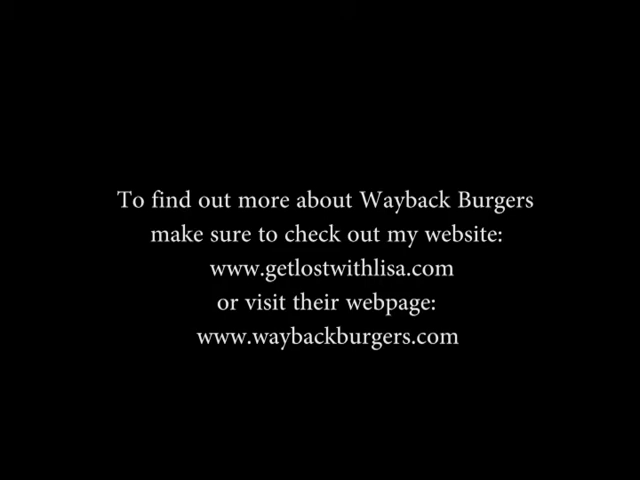 To find out more about Wayback Burgers
make sure to check out my website:
www.getlostwithlisa.com
or visit their webpage:
www.waybackburgers.com